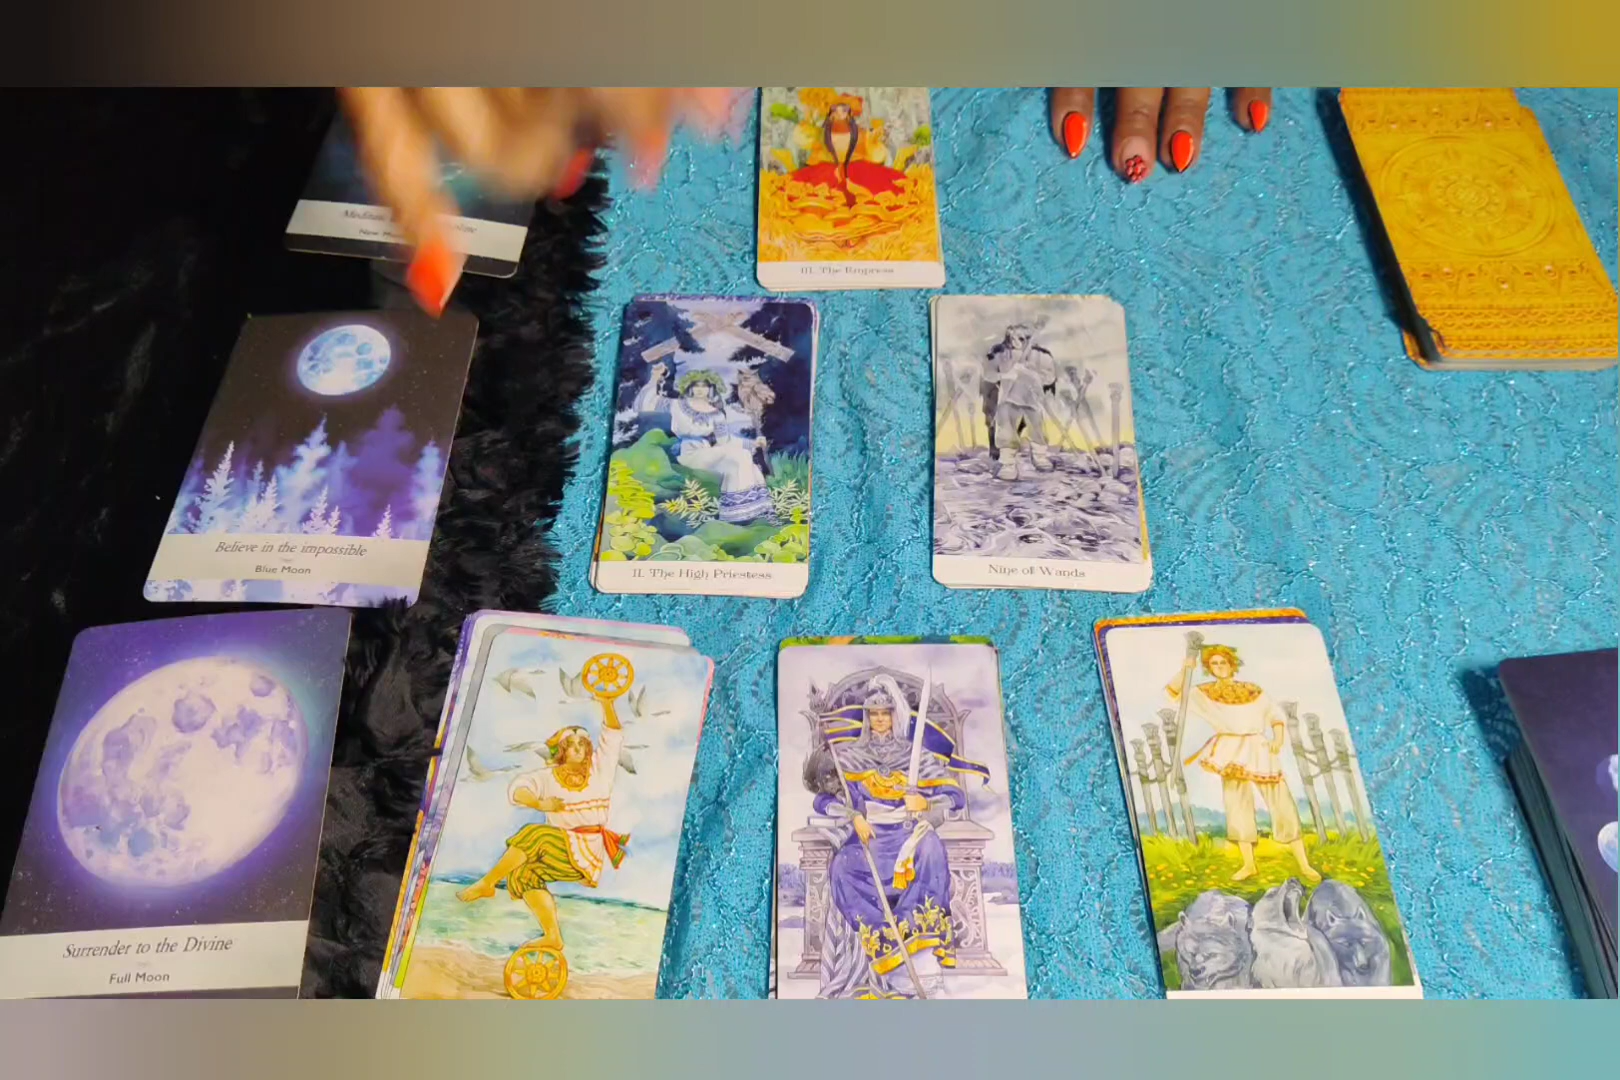 New
III. The Empress
Believe in the impossible
Blue Moon
II. The High Priestess
Nine of Wands
Surrender to the Divine
Full Moon